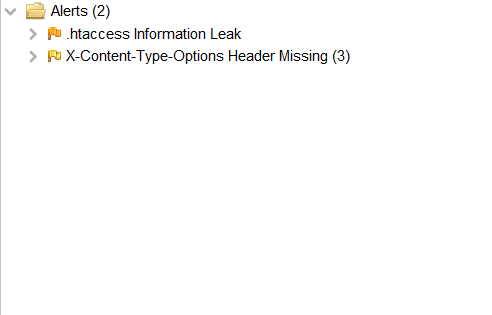 Alerts (2)
.htaccess Information Leak
X-Content-Type-Options Header Missing (3)